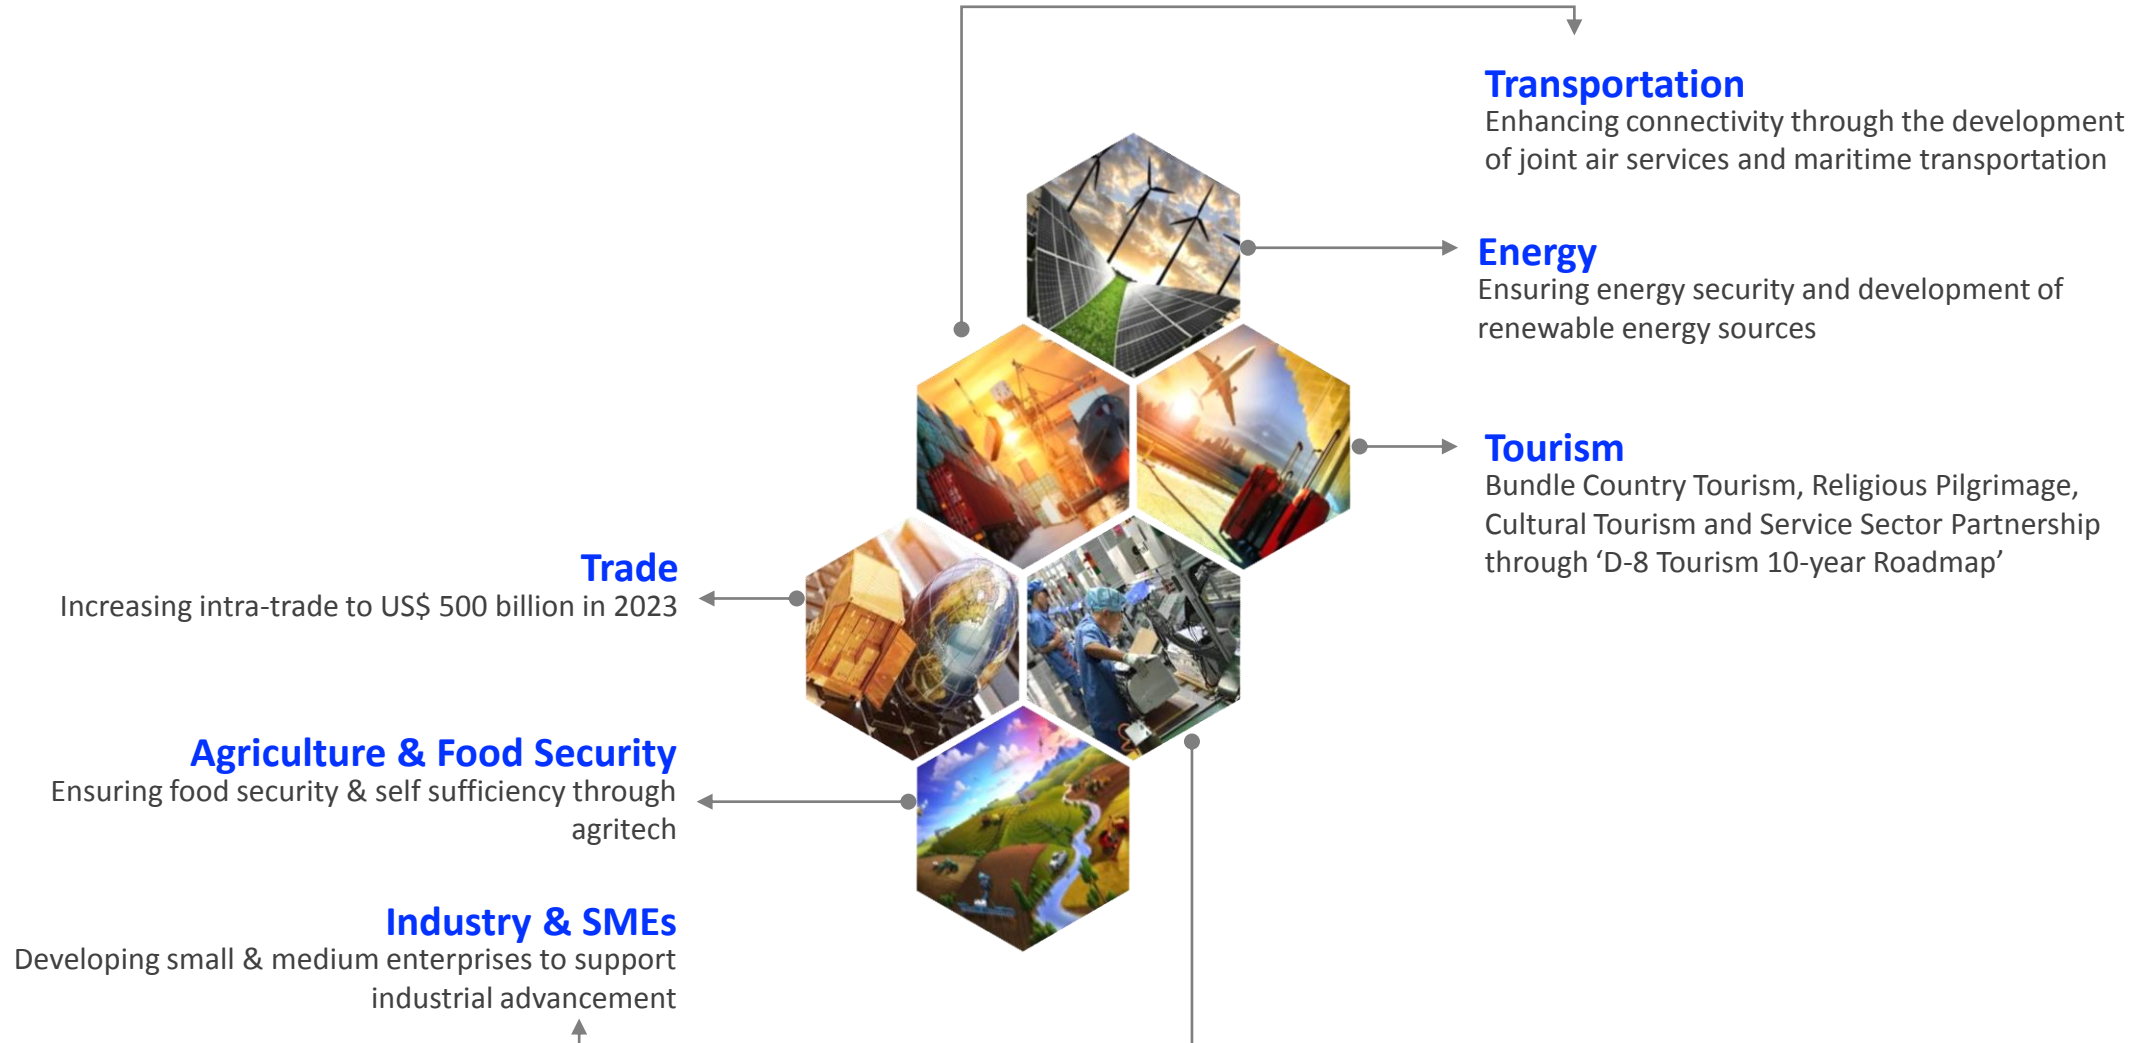 Transportation
Enhancing connectivity through the development
of joint air services and maritime transportation
Energy
Ensuring energy security and development of
renewable energy sources
Tourism
Bundle Country Tourism, Religious Pilgrimage,
Cultural Tourism and Service Sector Partnership
through ‘D-8 Tourism 10-year Roadmap’
Trade
Increasing intra-trade to US$ 500 billion in 2023
Agriculture & Food Security
Ensuring food security & self sufficiency through
agritech
Industry & SMEs
Developing small & medium enterprises to support
industrial advancement